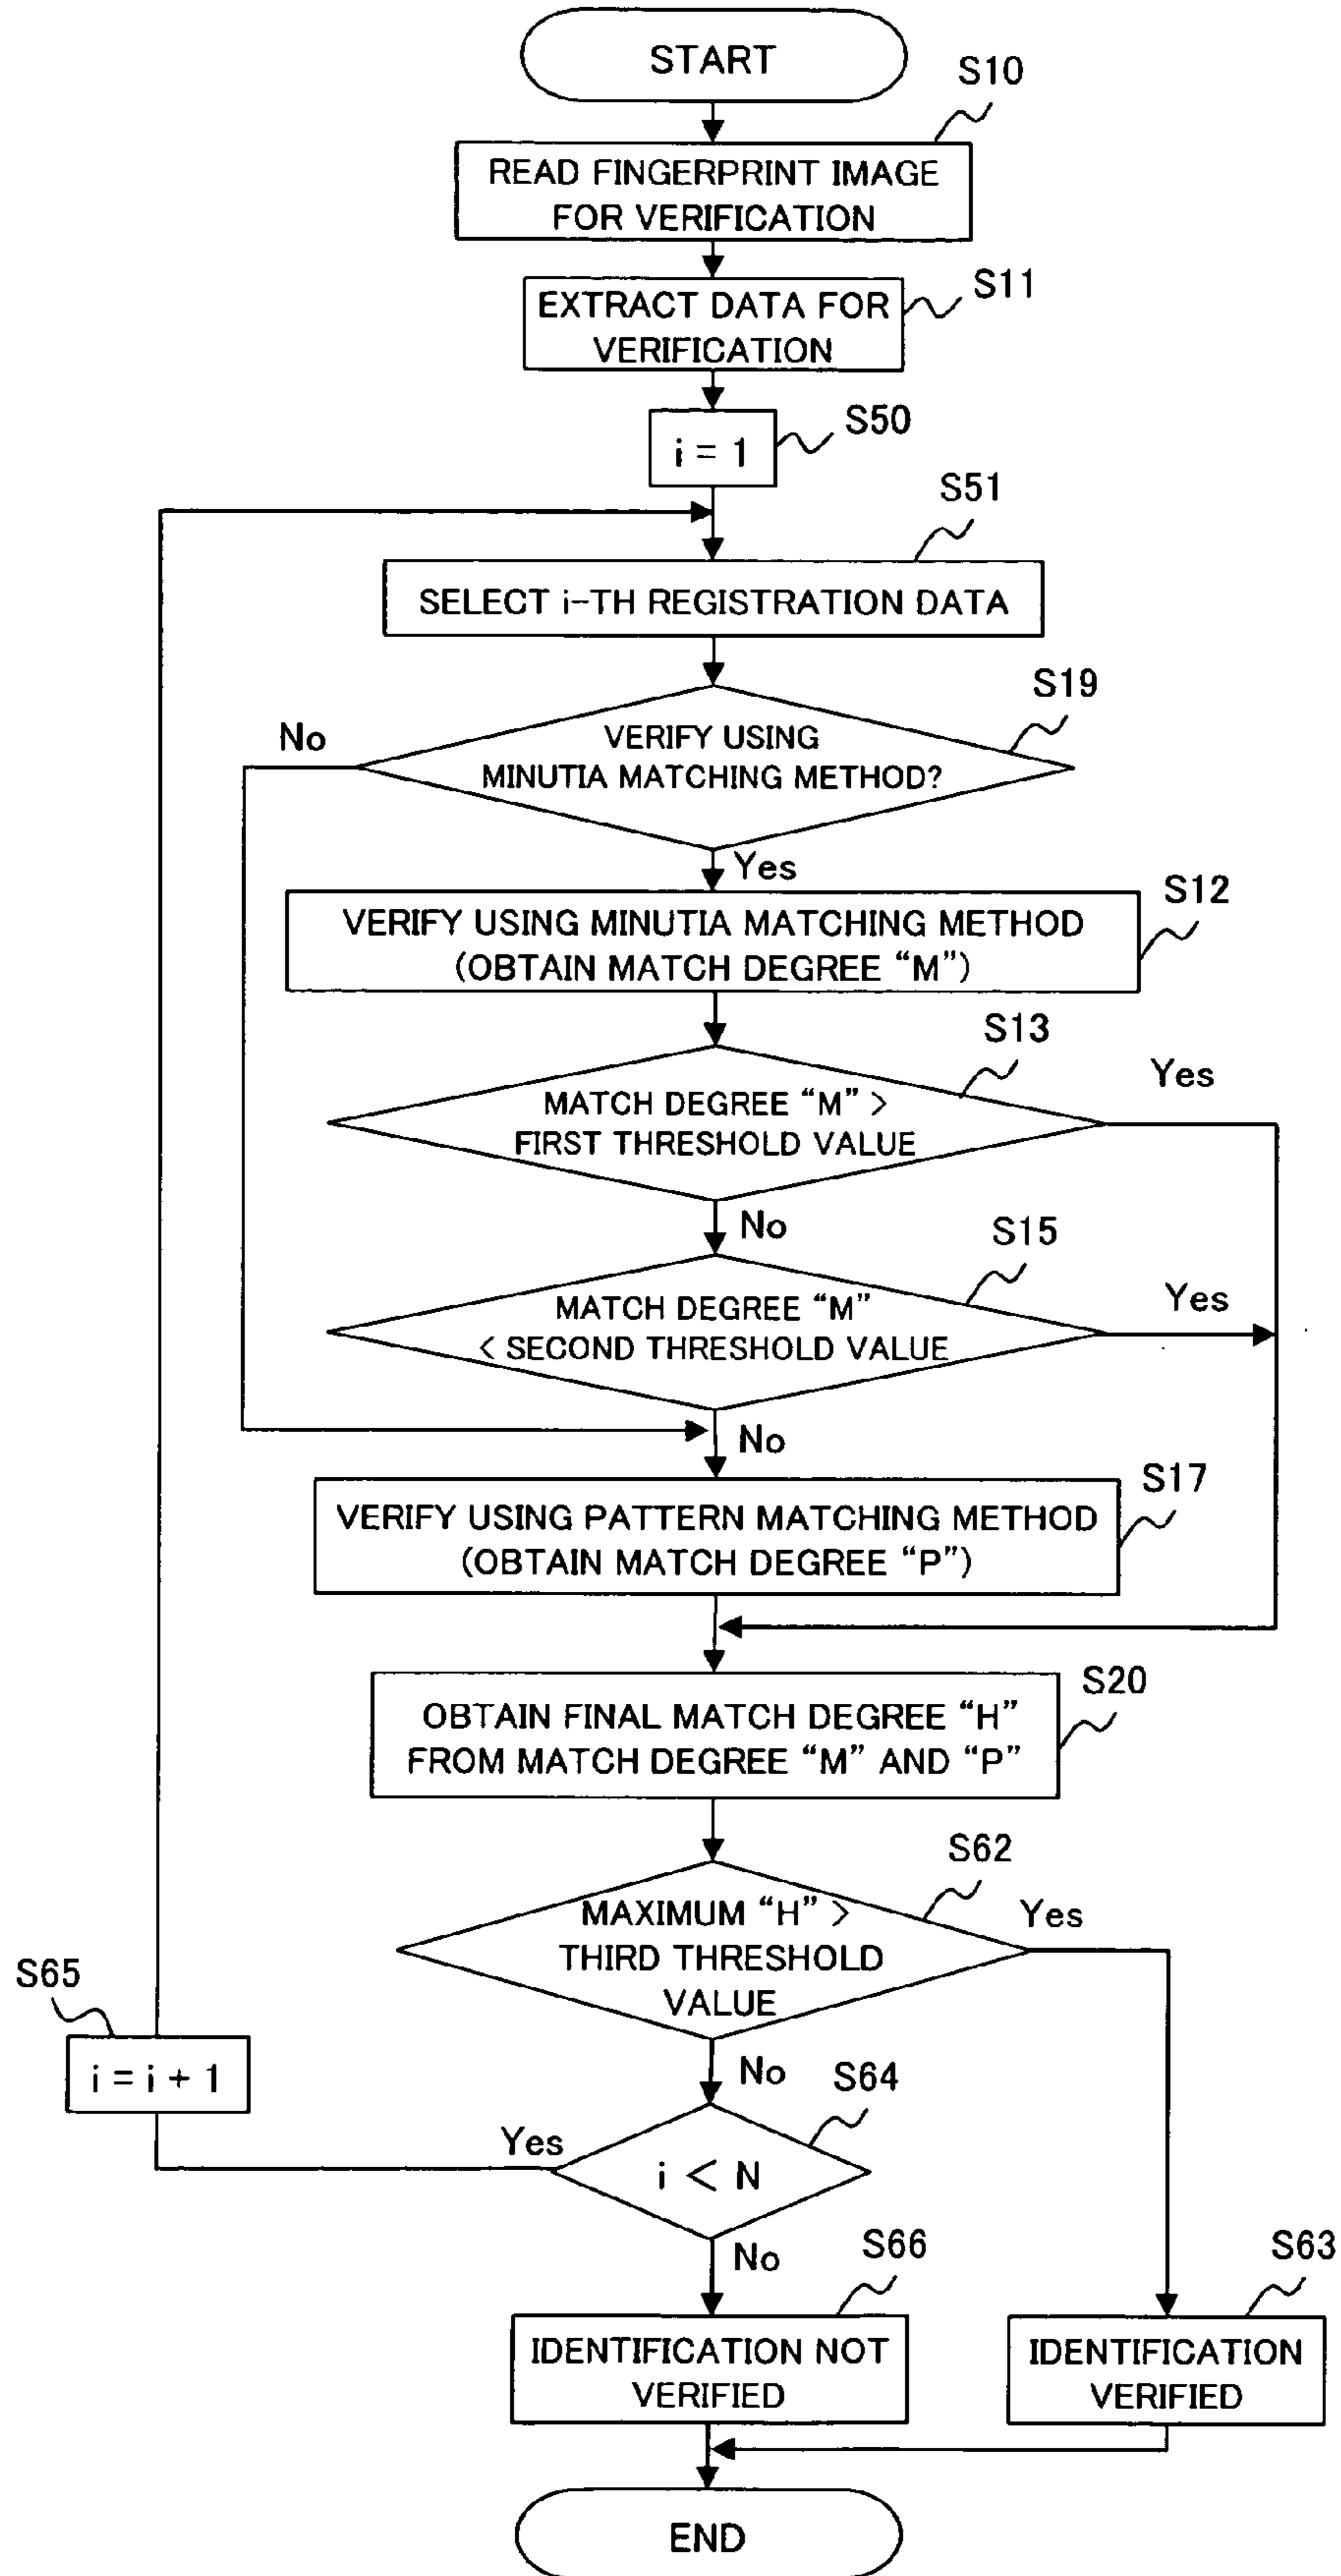 START
S10
READ FINGERPRINT IMAGE
FOR VERIFICATION
S11
EXTRACT DATA FOR
VERIFICATION
S50
i = 1
S51
SELECT i-TH REGISTRATION DATA
S19
No
VERIFY USING
MINUTIA MATCHING METHOD?
Yes
S12
VERIFY USING MINUTIA MATCHING METHOD
(OBTAIN MATCH DEGREE “M”)
S13
Yes
MATCH DEGREE “M” >
FIRST THRESHOLD VALUE
No
S15
Yes
MATCH DEGREE “M”
< SECOND THRESHOLD VALUE
No
S17
VERIFY USING PATTERN MATCHING METHOD
(OBTAIN MATCH DEGREE “P”)
S20
OBTAIN FINAL MATCH DEGREE “H”
FROM MATCH DEGREE “M” AND “P”
S62
Yes
MAXIMUM “H” >
THIRD THRESHOLD
VALUE
S65
i = i + 1
No
S64
Yes
i < N
No
S66
S63
IDENTIFICATION NOT
VERIFIED
IDENTIFICATION
VERIFIED
END